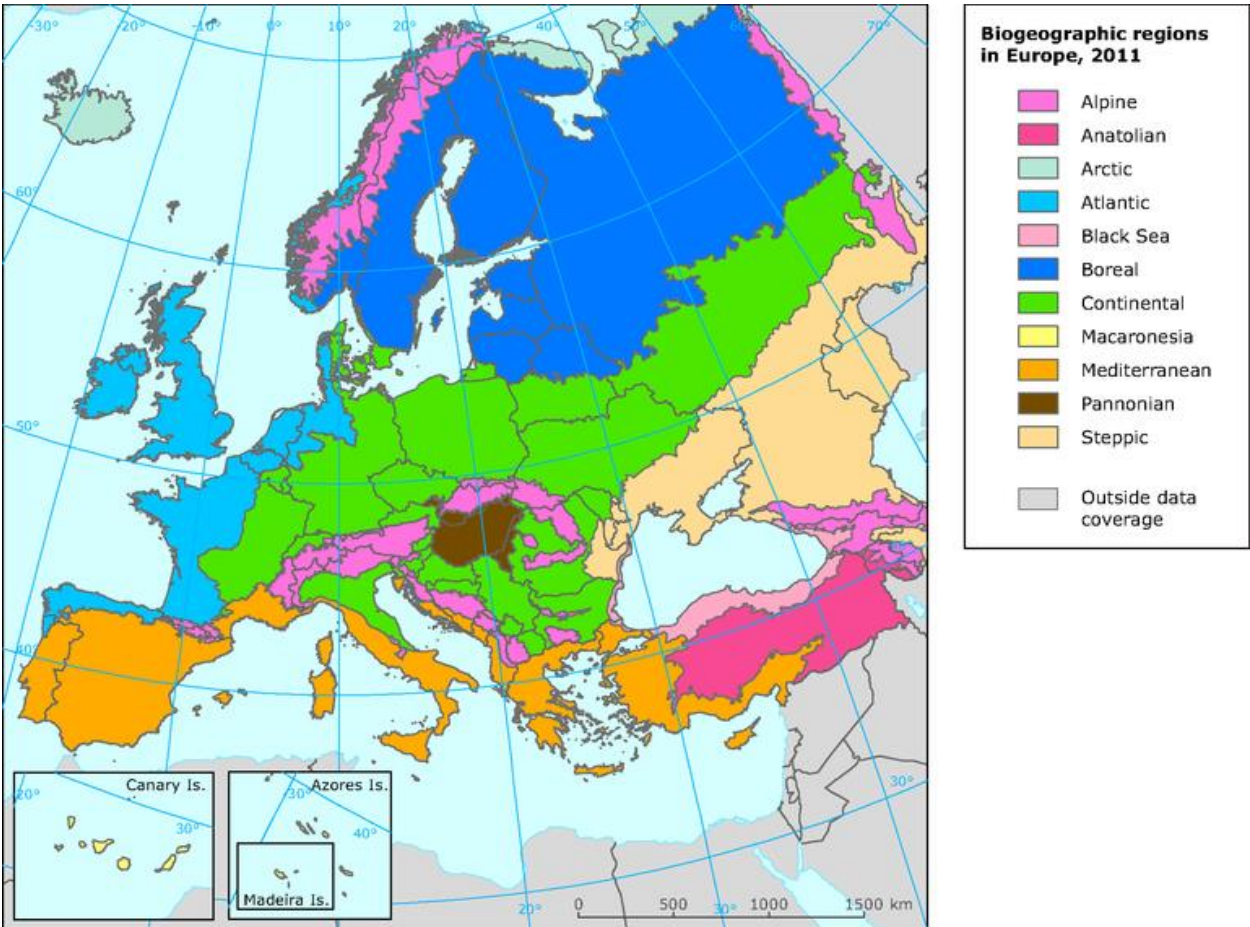 -30°
-20°
-10°
0°
10°
20°
30°
40°
50°
60°
70°
60°
50°
40°
Canary Is.
20°
30°
Azores Is.
-30°
40°
Madeira Is.
30°
20°
30°
0 500 1000 1500 km
Biogeographic regions
in Europe, 2011
Alpine
Anatolian
Arctic
Atlantic
Black Sea
Boreal
Continental
Macaronesia
Mediterranean
Pannonian
Steppic
Outside data
coverage